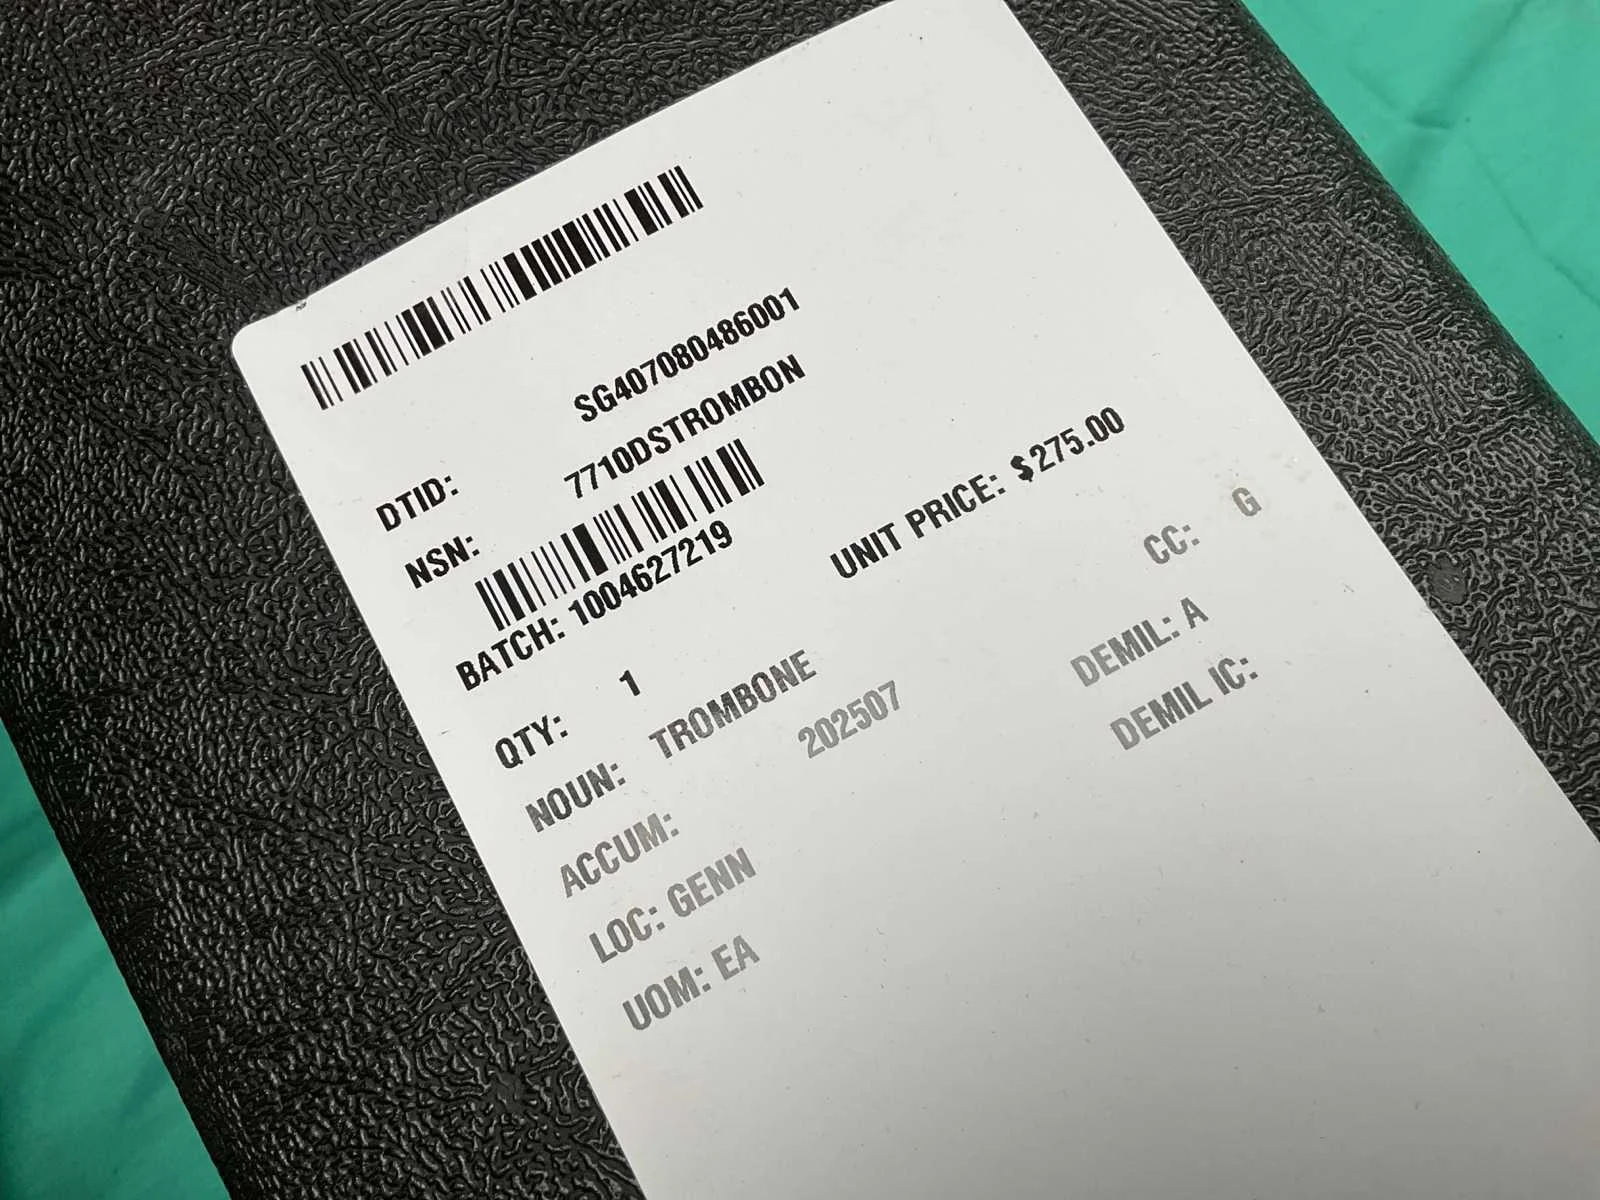 DTID: SG407080486001
NSN: 7710DSTROMBON
BATCH: 1004627219
UNIT PRICE: $275.00
QTY: 1
CC: G
NOUN: TROMBONE
DEMIL: A
ACCUM: 202507
DEMIL IC:
LOC: GENN
UOM: EA